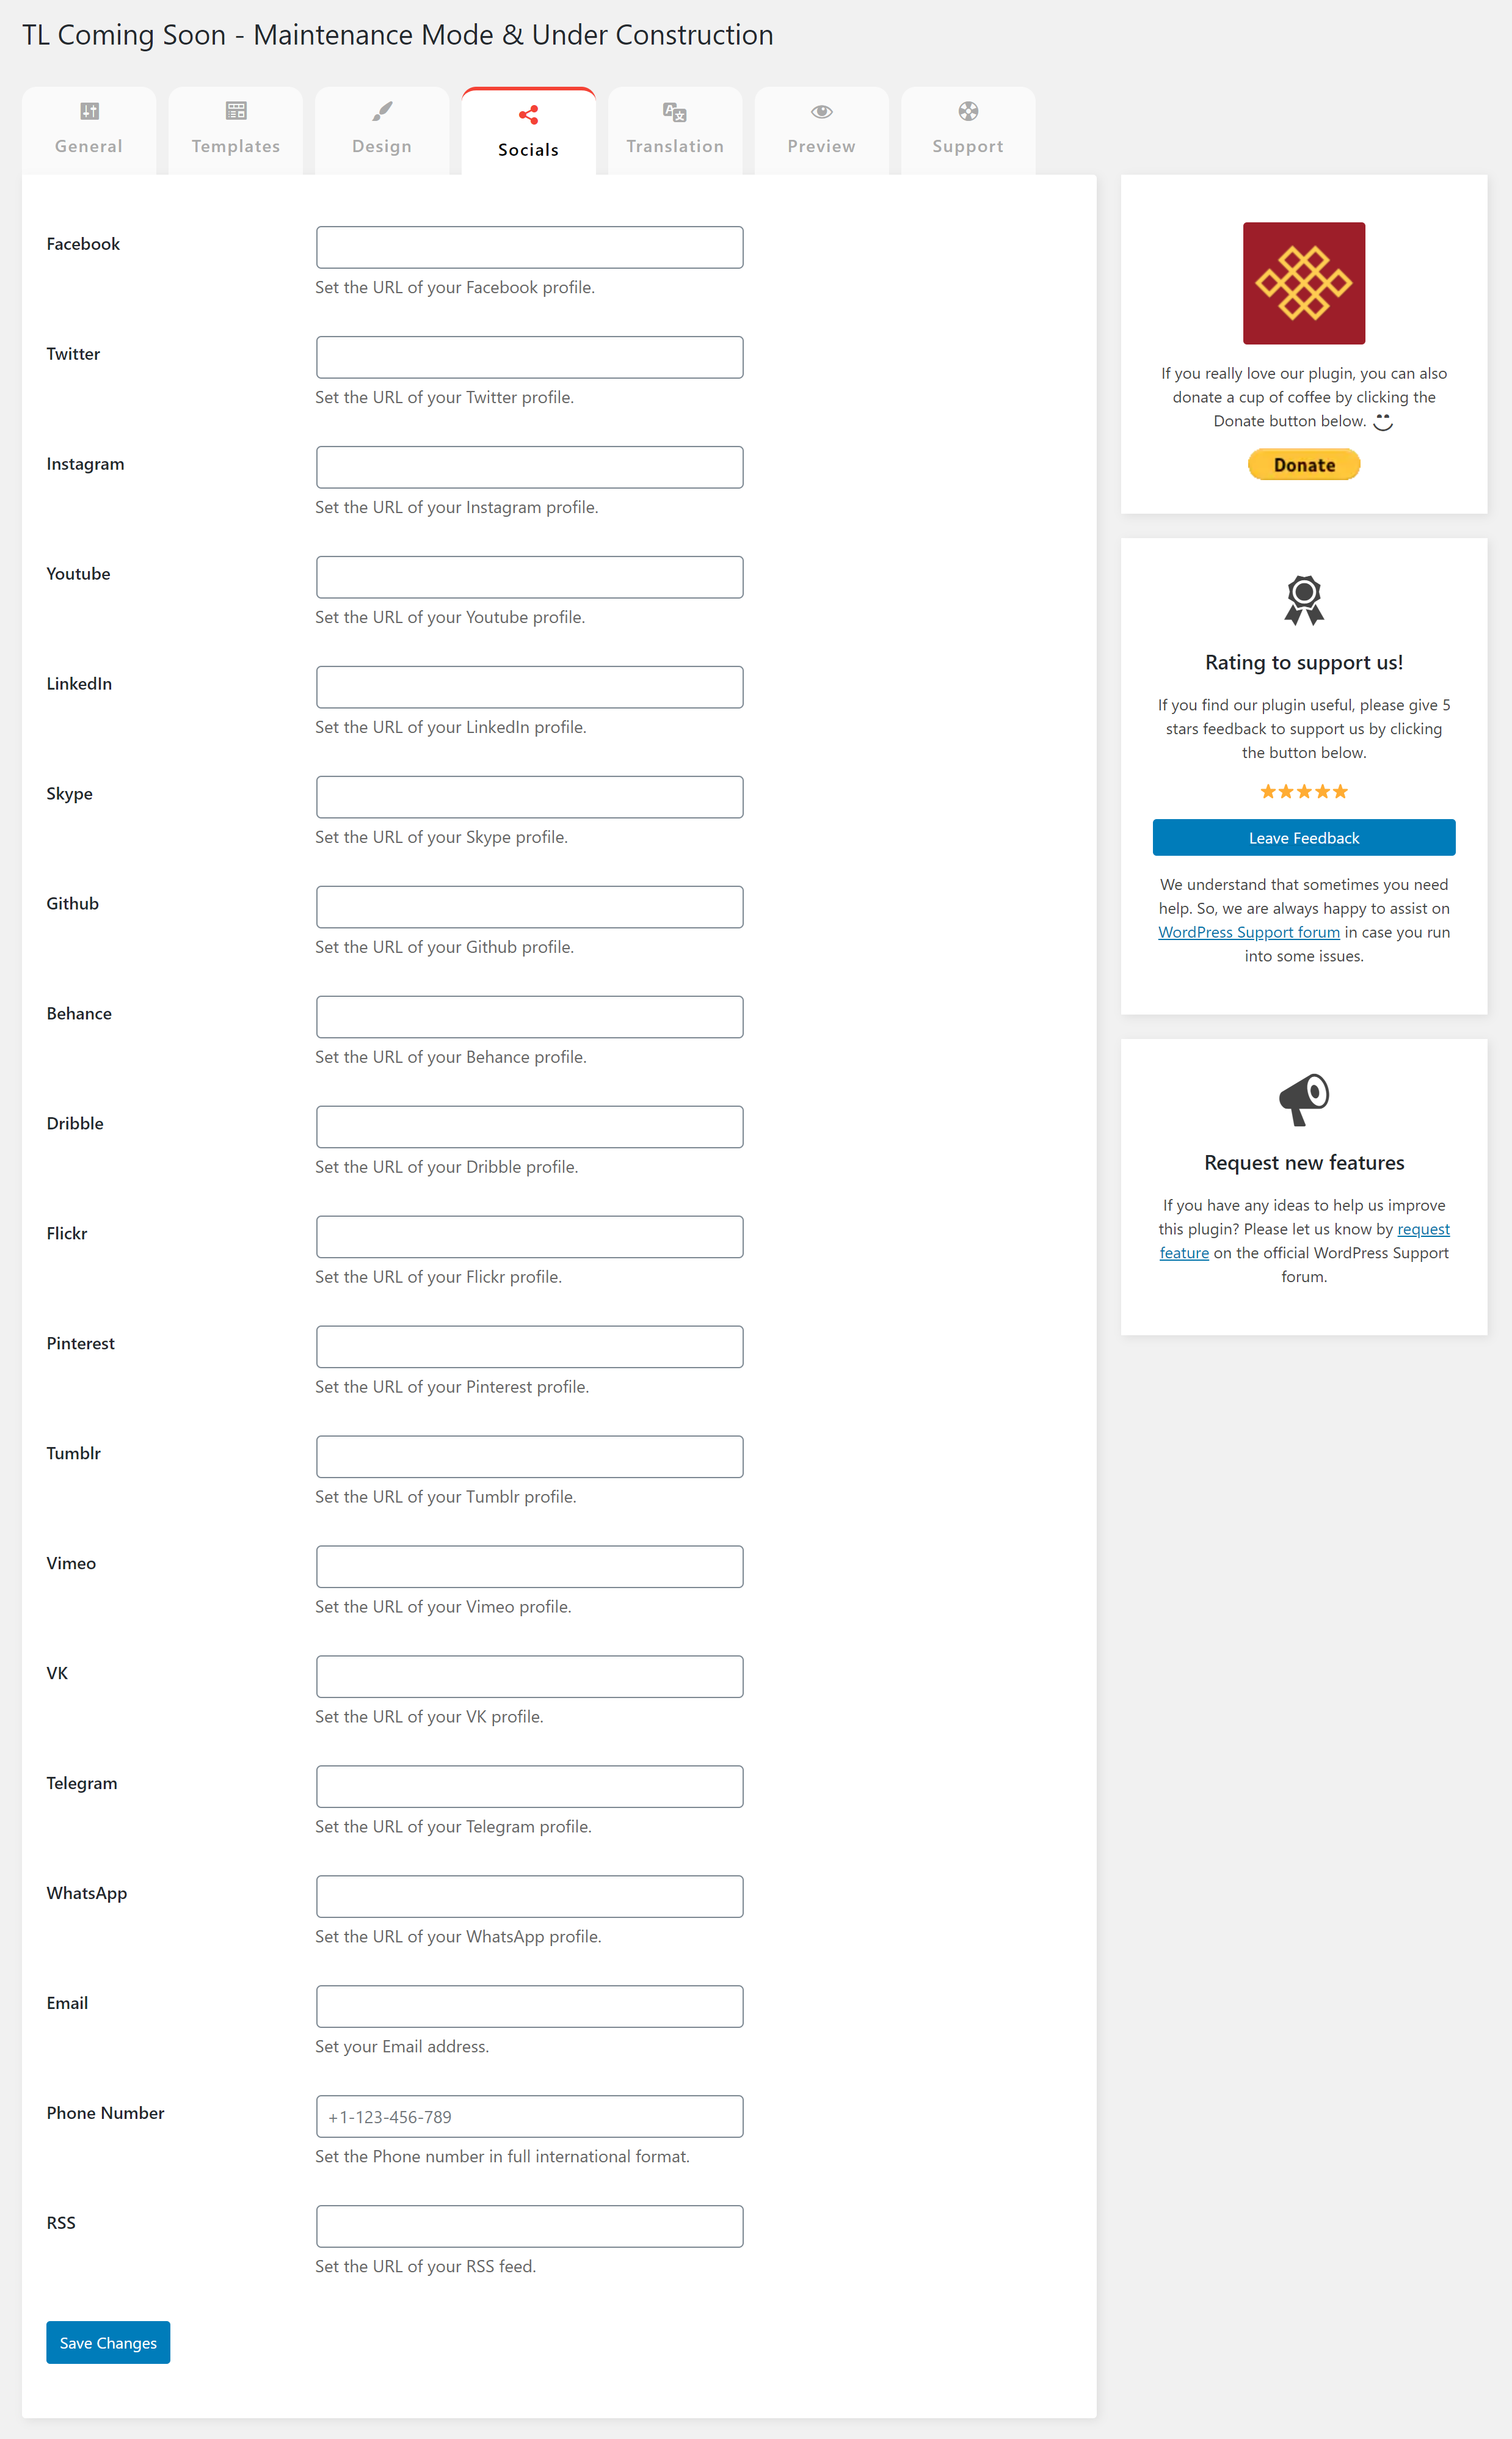 TL Coming Soon - Maintenance Mode & Under Construction
General
Templates
Design
Socials
Translation
Preview
Support
Facebook
Set the URL of your Facebook profile.
Twitter
Set the URL of your Twitter profile.
Instagram
Set the URL of your Instagram profile.
Youtube
Set the URL of your Youtube profile.
LinkedIn
Set the URL of your LinkedIn profile.
Skype
Set the URL of your Skype profile.
Github
Set the URL of your Github profile.
Behance
Set the URL of your Behance profile.
Dribble
Set the URL of your Dribble profile.
Flickr
Set the URL of your Flickr profile.
Pinterest
Set the URL of your Pinterest profile.
Tumblr
Set the URL of your Tumblr profile.
Vimeo
Set the URL of your Vimeo profile.
VK
Set the URL of your VK profile.
Telegram
Set the URL of your Telegram profile.
WhatsApp
Set the URL of your WhatsApp profile.
Email
Set your Email address.
Phone Number
+1-123-456-789
Set the Phone number in full international format.
RSS
Set the URL of your RSS feed.
Save Changes
If you really love our plugin, you can also
donate a cup of coffee by clicking the
Donate button below.
Donate
Rating to support us!
If you find our plugin useful, please give 5
stars feedback to support us by clicking
the button below.
Leave Feedback
We understand that sometimes you need
help. So, we are always happy to assist on
WordPress Support forum in case you run
into some issues.
Request new features
If you have any ideas to help us improve
this plugin? Please let us know by request
feature on the official WordPress Support
forum.